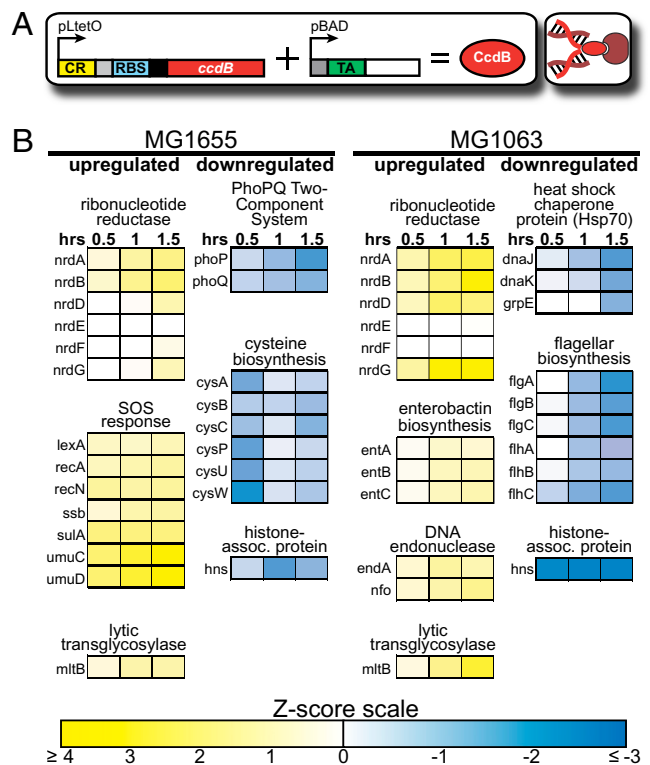 A
pLtetO
pBAD
CR RBS ccdB + TA = CcdB
B
MG1655 MG1063
upregulated downregulated upregulated downregulated
ribonucleotide
reductase
hrs 0.5 1 1.5
nrdA
nrdB
nrdD
nrdE
nrdF
nrdG
SOS
response
lexA
recA
recN
ssb
sulA
umuC
umuD
lytic
transglycosylase
mltB
PhoPQ Two-
Component
System
hrs 0.5 1 1.5
phoP
phoQ
cysteine
biosynthesis
cysA
cysB
cysC
cysP
cysU
cysW
histone-
assoc. protein
hns
ribonucleotide
reductase
hrs 0.5 1 1.5
nrdA
nrdB
nrdD
nrdE
nrdF
nrdG
enterobactin
biosynthesis
entA
entB
entC
DNA
endonuclease
endA
nfo
lytic
transglycosylase
mltB
heat shock
chaperone
protein (Hsp70)
hrs 0.5 1 1.5
dnaJ
dnaK
grpE
flagellar
biosynthesis
flgA
flgB
flgC
flhA
flhB
flhC
histone-
assoc. protein
hns
Z-score scale
≥ 4 3 2 1 0 -1 -2 ≤ -3